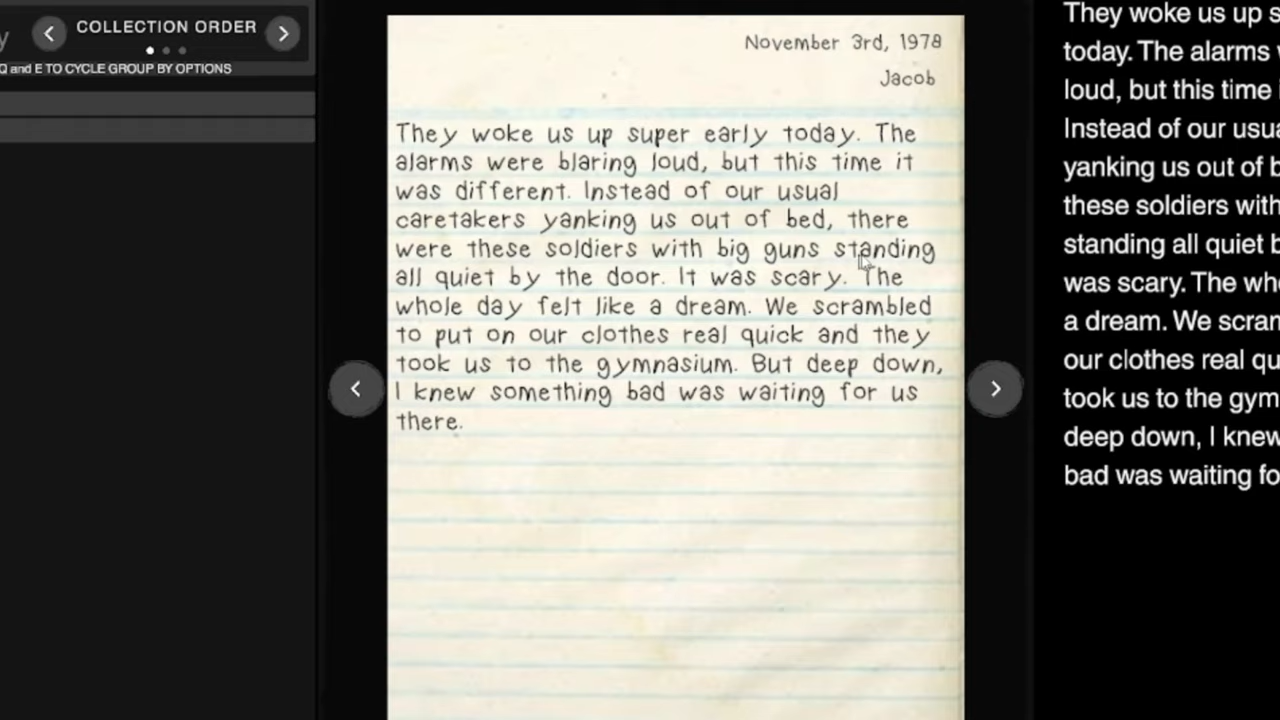 COLLECTION ORDER
Q and E TO CYCLE GROUP BY OPTIONS
November 3rd, 1978
Jacob
They woke us up super early today. The
alarms were blaring loud, but this time it
was different. Instead of our usual
caretakers yanking us out of bed, there
were these soldiers with big guns standing
all quiet by the door. It was scary. The
whole day felt like a dream. We scrambled
to put on our clothes real quick and they
took us to the gymnasium. But deep down,
I knew something bad was waiting for us
there.
They woke us up s
today. The alarms
loud, but this time
Instead of our usua
yanking us out of b
these soldiers with
standing all quiet b
was scary. The who
a dream. We scram
our clothes real qu
took us to the gym
deep down, I knew
bad was waiting fo